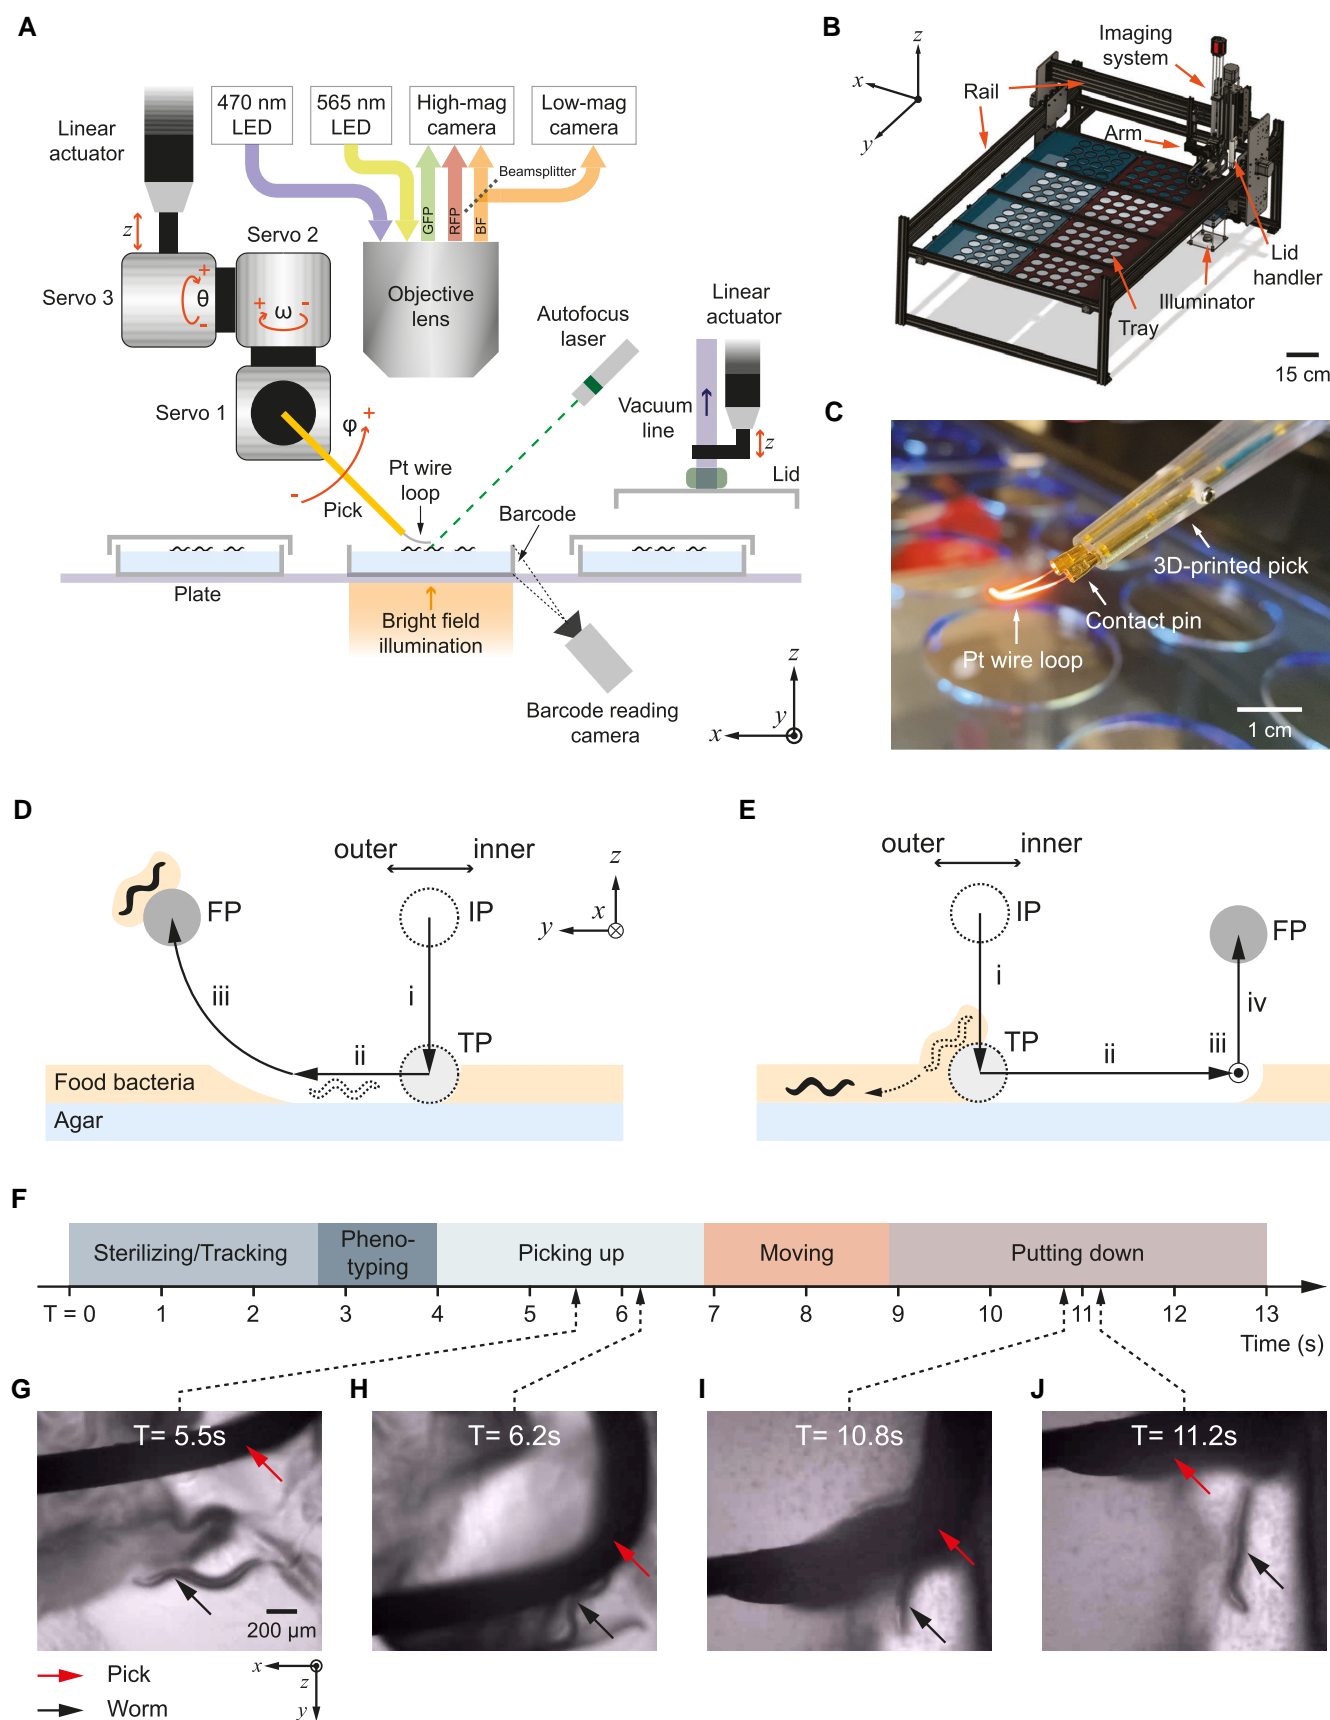 A
Linear
actuator
470 nm
LED
565 nm
LED
High-mag
camera
Low-mag
camera
Beamsplitter
GFP
RFP
BF
z
Servo 2
Servo 3
+
θ
-
+
ω
-
Objective
lens
Autofocus
laser
Linear
actuator
Servo 1
φ
+
-
Pick
Pt wire
loop
Vacuum
line
z
Lid
Barcode
Plate
Bright field
illumination
Barcode reading
camera
z
y
x
B
z
x
y
Imaging
system
Rail
Arm
Lid
handler
Illuminator
Tray
15 cm
C
3D-printed pick
Contact pin
Pt wire loop
1 cm
D
outer
inner
z
x
y
FP
IP
i
iii
ii
TP
Food bacteria
Agar
E
outer
inner
IP
FP
i
iv
TP
ii
iii
F
Sterilizing/Tracking
Pheno-
typing
Picking up
Moving
Putting down
T = 0
1
2
3
4
5
6
7
8
9
10
11
12
13
Time (s)
G
T= 5.5s
200 µm
H
T= 6.2s
I
T= 10.8s
J
T= 11.2s
Pick
Worm
x
z
y